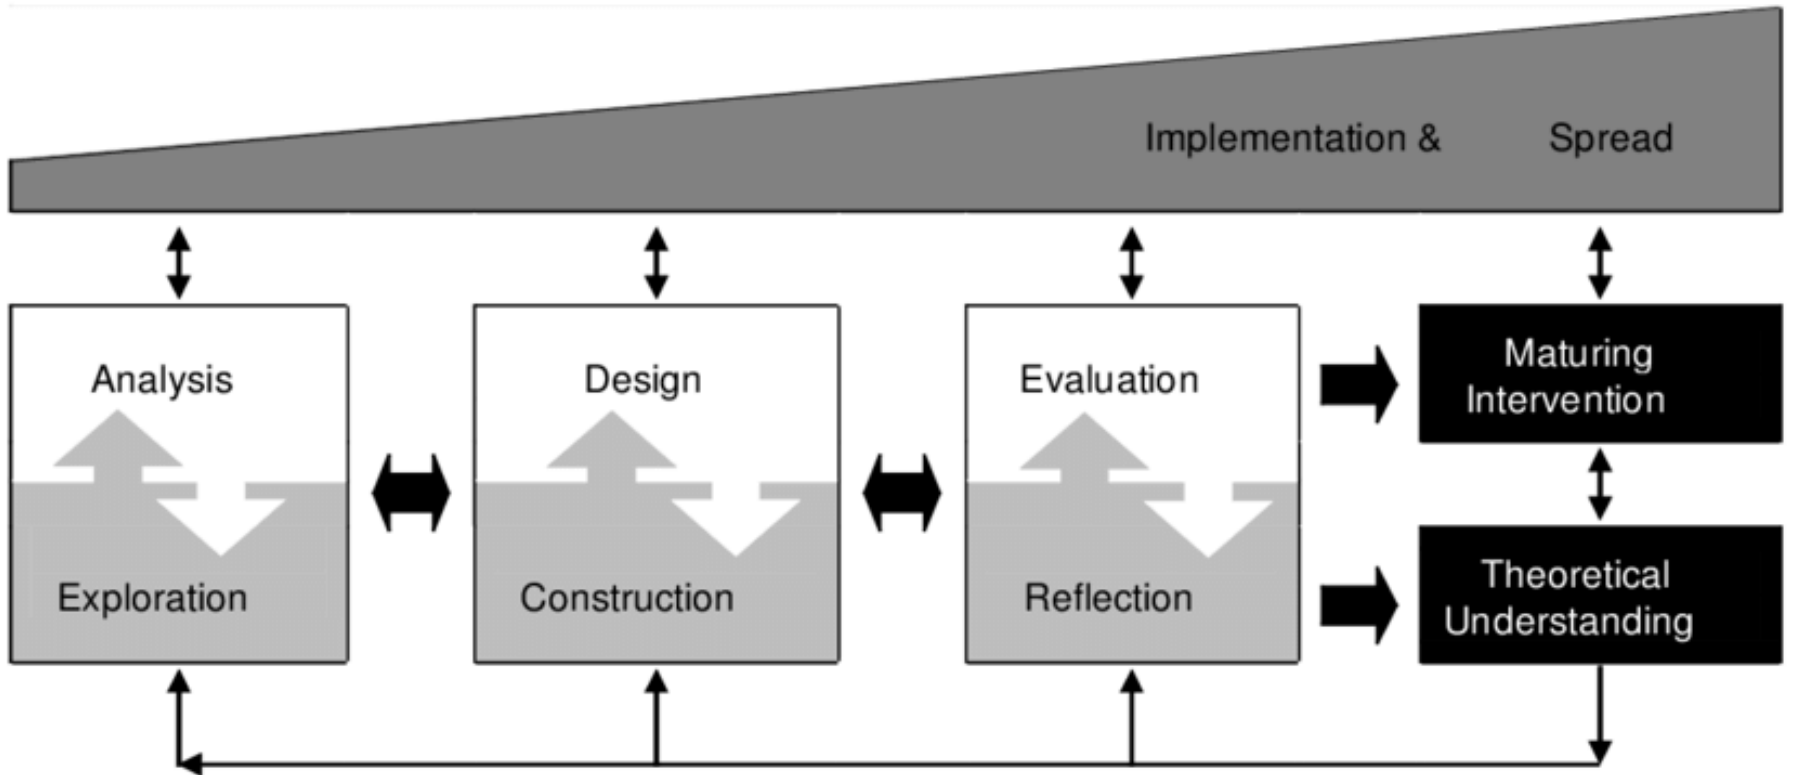 Implementation & Spread
Analysis
Exploration
Design
Construction
Evaluation
Reflection
Maturing
Intervention
Theoretical
Understanding